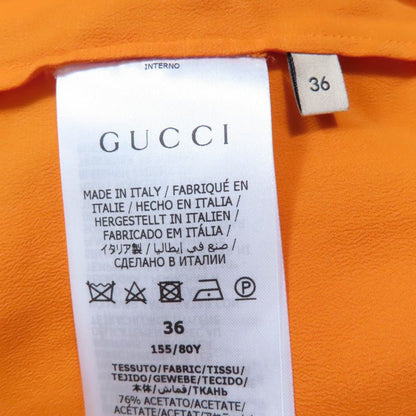 INTERNO
36
GUCCI
MADE IN ITALY / FABRIQUÉ EN
ITALIE / HECHO EN ITALIA /
HERGESTELLT IN ITALIEN /
FABRICADO EM ITÁLIA /
イタリア製 / صنع في إيطاليا /
СДЕЛАНО В ИТАЛИИ
P
36
155/80Y
TESSUTO/FABRIC/TISSU/
TEJIDO/GEWEBE/TECIDO/
本体/قماش/ТКАНЬ
76% ACETATO/ACETATE/
ACÉTATE/ACETATO/